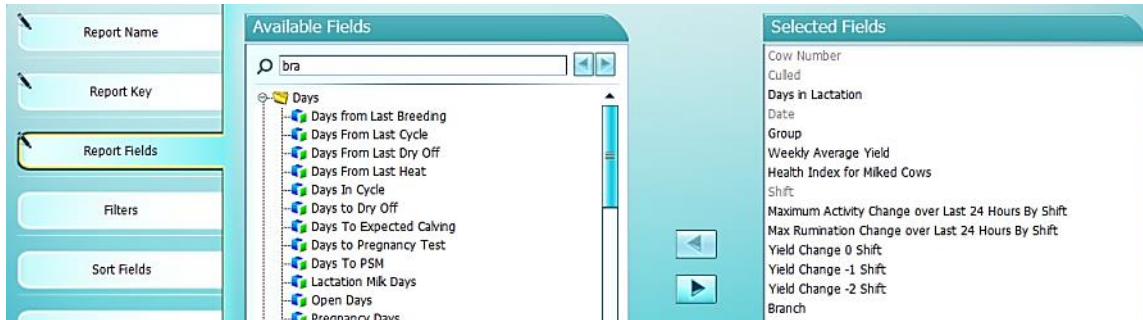 Report Name
Report Key
Report Fields
Filters
Sort Fields
Available Fields
bra
Days
Days from Last Breeding
Days From Last Cycle
Days From Last Dry Off
Days From Last Heat
Days In Cycle
Days to Dry Off
Days To Expected Calving
Days to Pregnancy Test
Days To PSM
Lactation Milk Days
Open Days
Pregnancy Days
Selected Fields
Cow Number
Culled
Days in Lactation
Date
Group
Weekly Average Yield
Health Index for Milked Cows
Shift
Maximum Activity Change over Last 24 Hours By Shift
Max Rumination Change over Last 24 Hours By Shift
Yield Change 0 Shift
Yield Change -1 Shift
Yield Change -2 Shift
Branch